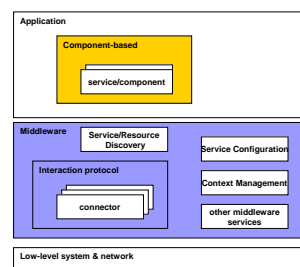 Application
Component-based
service/component
Middleware
Service/Resource
Discovery
Service Configuration
Interaction protocol
Context Management
connector
other middleware
services
Low-level system & network